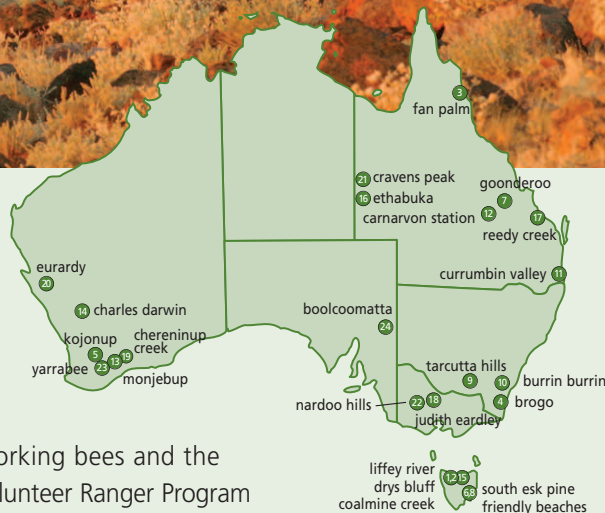 3
fan palm
21 cravens peak
16 ethabuka
goonderoo
7
carnarvon station 12
17
reedy creek
currumbin valley 11
eurardy
20
14 charles darwin
boolcoomatta
24
kojonup
5
chereninup
creek
13 19
yarrabee 23
monjebup
tarcutta hills
9
10 burrin burrin
4 brogo
nardoo hills 22 18
judith eardley
orking bees and the
lunteer Ranger Program
liffey river
drys bluff
coalmine creek
1,2 15
6,8
south esk pine
friendly beaches